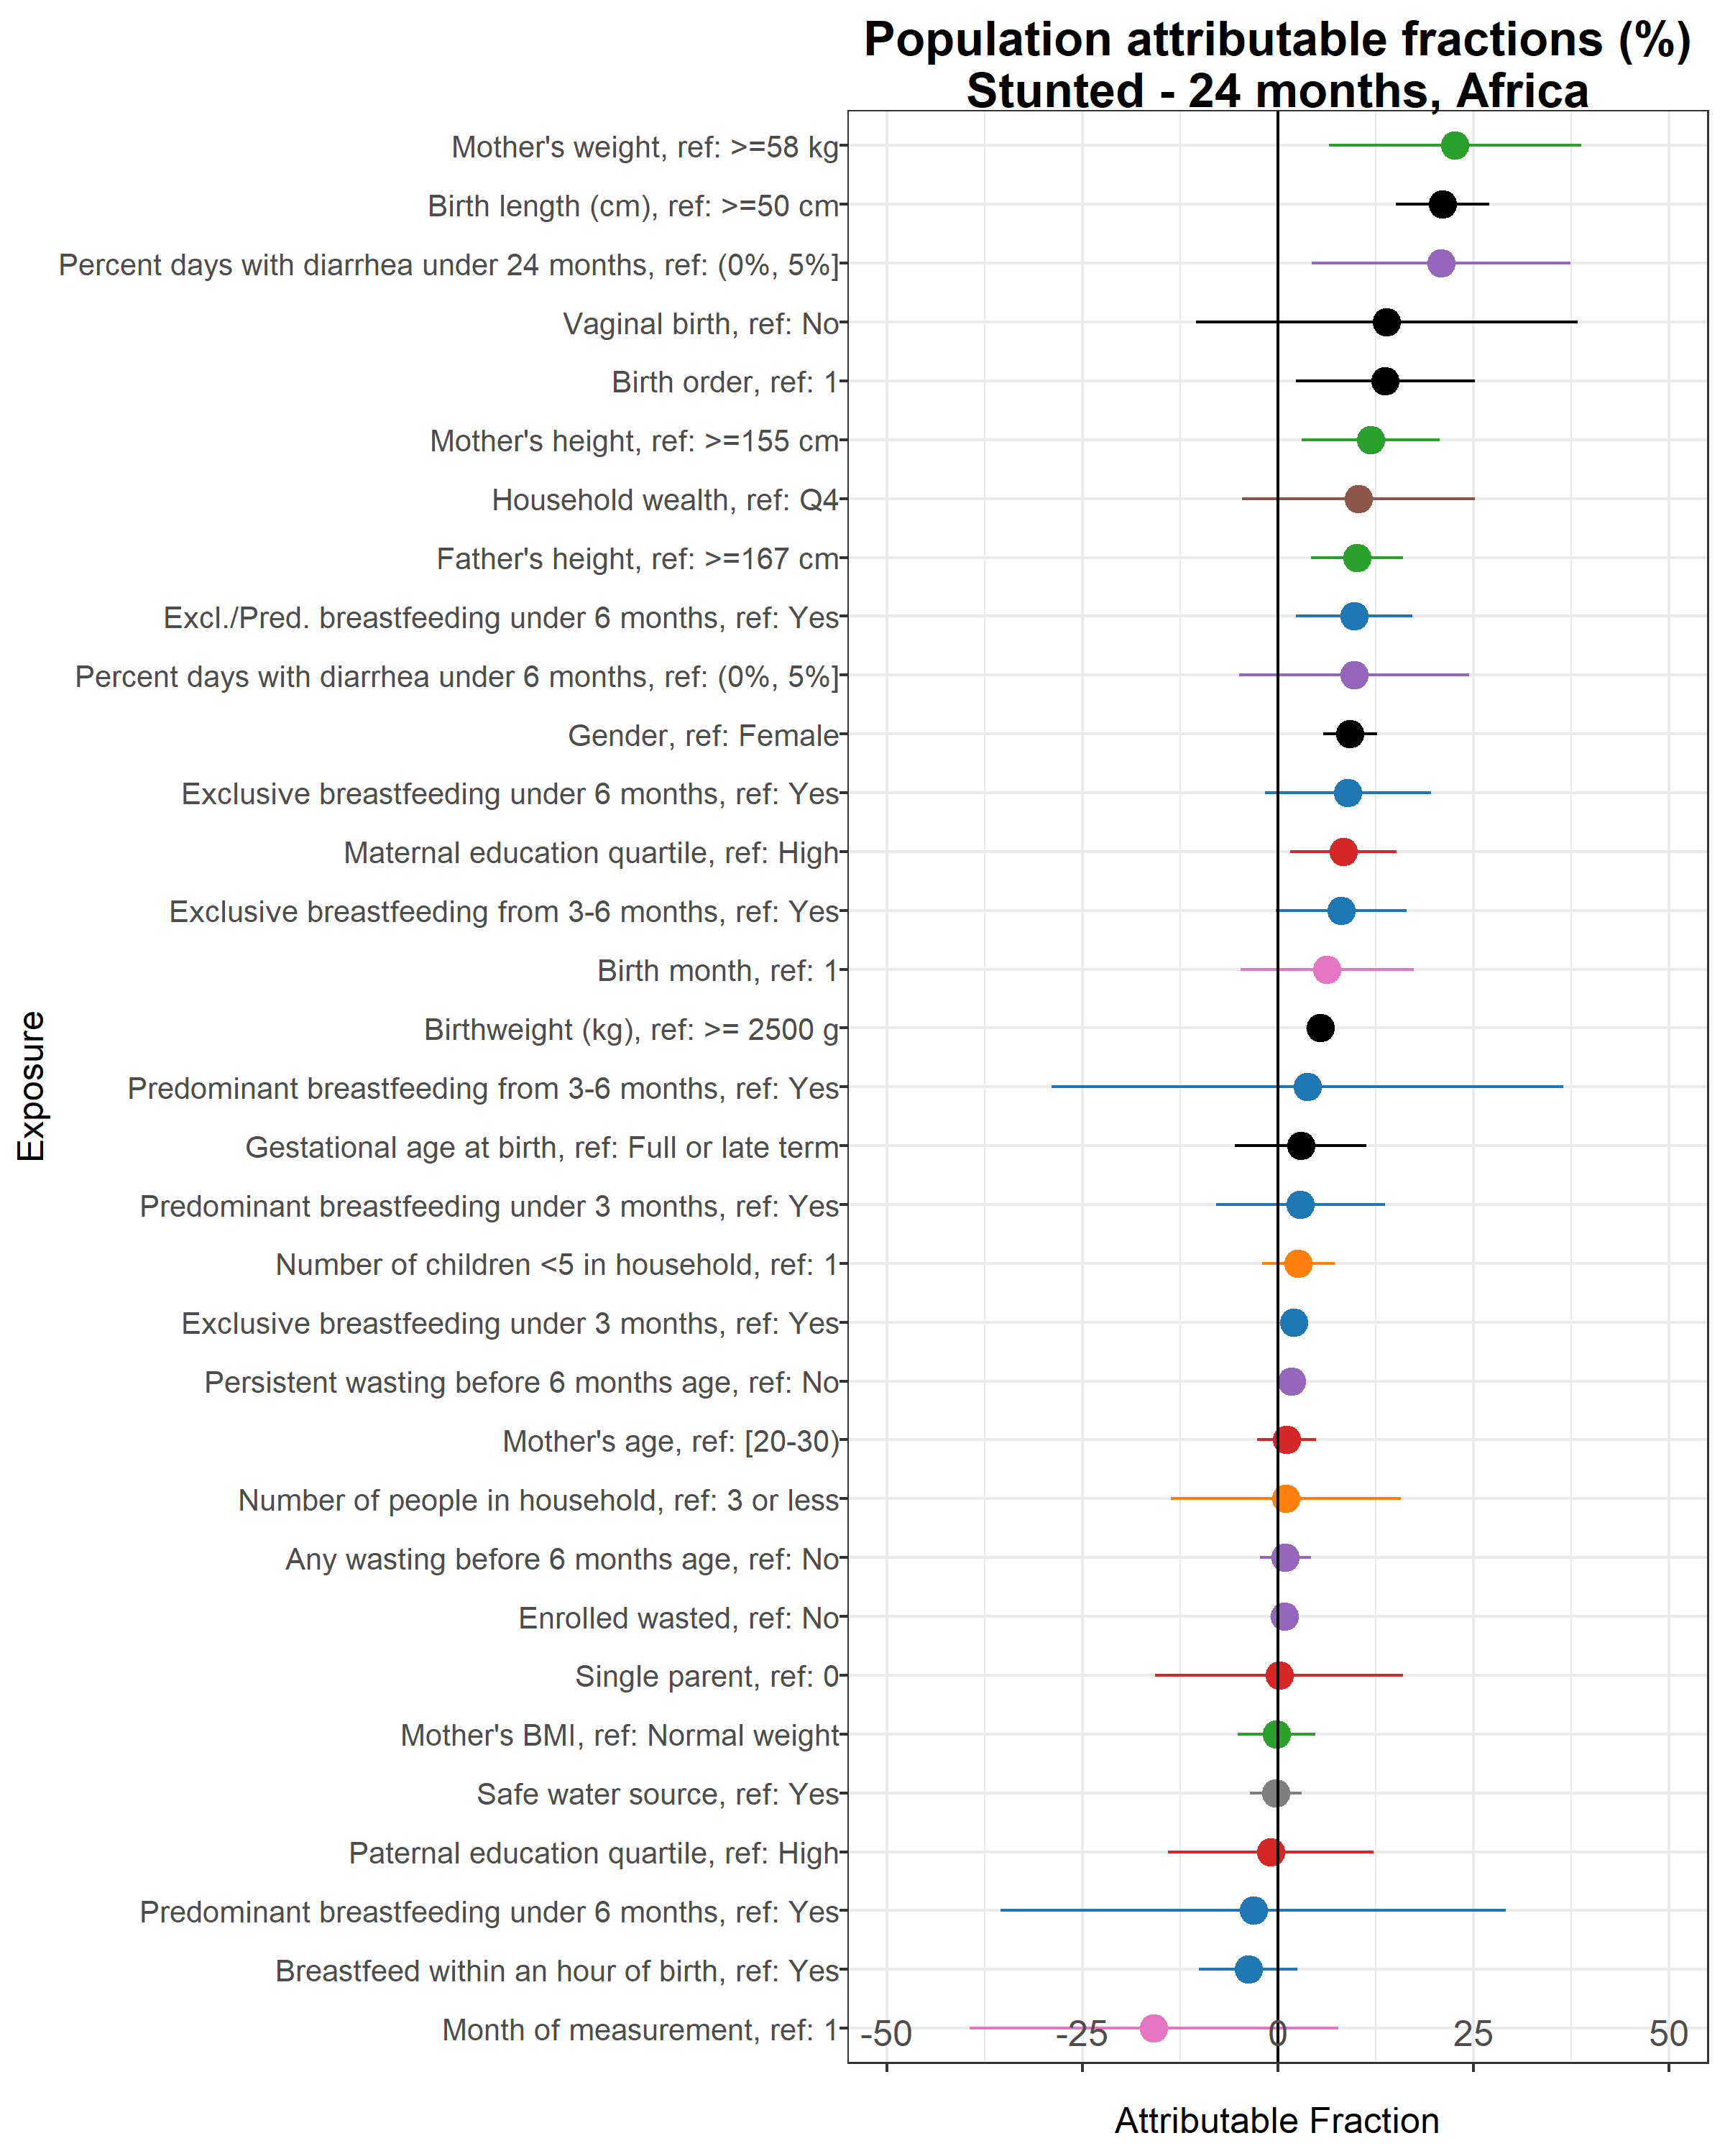 Population attributable fractions (%)
Stunted - 24 months, Africa
Mother's weight, ref: >=58 kg
Birth length (cm), ref: >=50 cm
Percent days with diarrhea under 24 months, ref: (0%, 5%]
Vaginal birth, ref: No
Birth order, ref: 1
Mother's height, ref: >=155 cm
Household wealth, ref: Q4
Father's height, ref: >=167 cm
Excl./Pred. breastfeeding under 6 months, ref: Yes
Percent days with diarrhea under 6 months, ref: (0%, 5%]
Gender, ref: Female
Exclusive breastfeeding under 6 months, ref: Yes
Maternal education quartile, ref: High
Exclusive breastfeeding from 3-6 months, ref: Yes
Birth month, ref: 1
Birthweight (kg), ref: >= 2500 g
Predominant breastfeeding from 3-6 months, ref: Yes
Gestational age at birth, ref: Full or late term
Predominant breastfeeding under 3 months, ref: Yes
Number of children <5 in household, ref: 1
Exclusive breastfeeding under 3 months, ref: Yes
Persistent wasting before 6 months age, ref: No
Mother's age, ref: [20-30)
Number of people in household, ref: 3 or less
Any wasting before 6 months age, ref: No
Enrolled wasted, ref: No
Single parent, ref: 0
Mother's BMI, ref: Normal weight
Safe water source, ref: Yes
Paternal education quartile, ref: High
Predominant breastfeeding under 6 months, ref: Yes
Breastfeed within an hour of birth, ref: Yes
Month of measurement, ref: 1
Exposure
-50 -25 0 25 50
Attributable Fraction